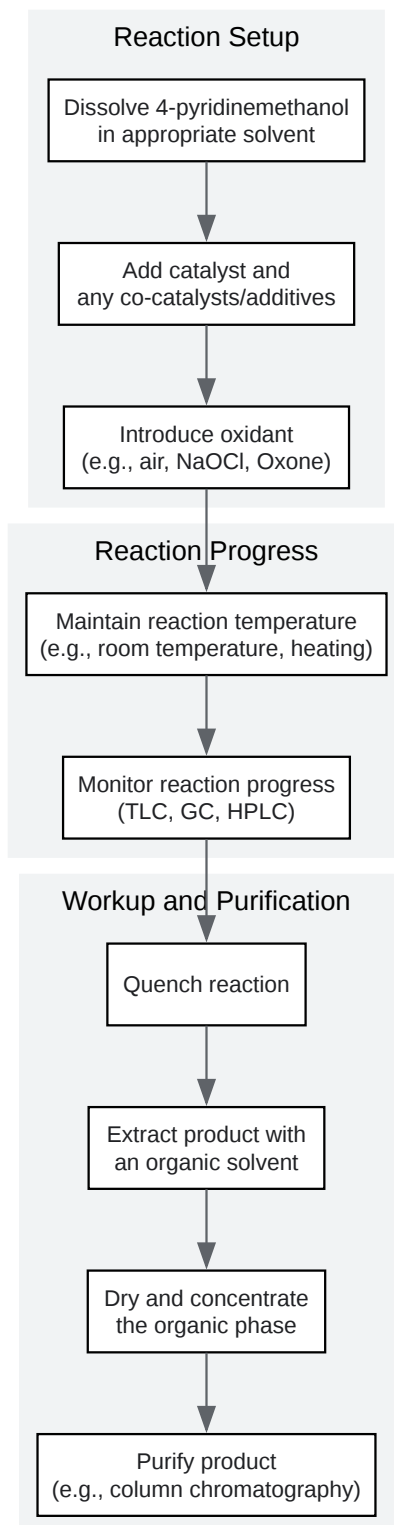 Reaction Setup
Dissolve 4-pyridinemethanol
in appropriate solvent
Add catalyst and
any co-catalysts/additives
Introduce oxidant
(e.g., air, NaOCl, Oxone)
Reaction Progress
Maintain reaction temperature
(e.g., room temperature, heating)
Monitor reaction progress
(TLC, GC, HPLC)
Workup and Purification
Quench reaction
Extract product with
an organic solvent
Dry and concentrate
the organic phase
Purify product
(e.g., column chromatography)